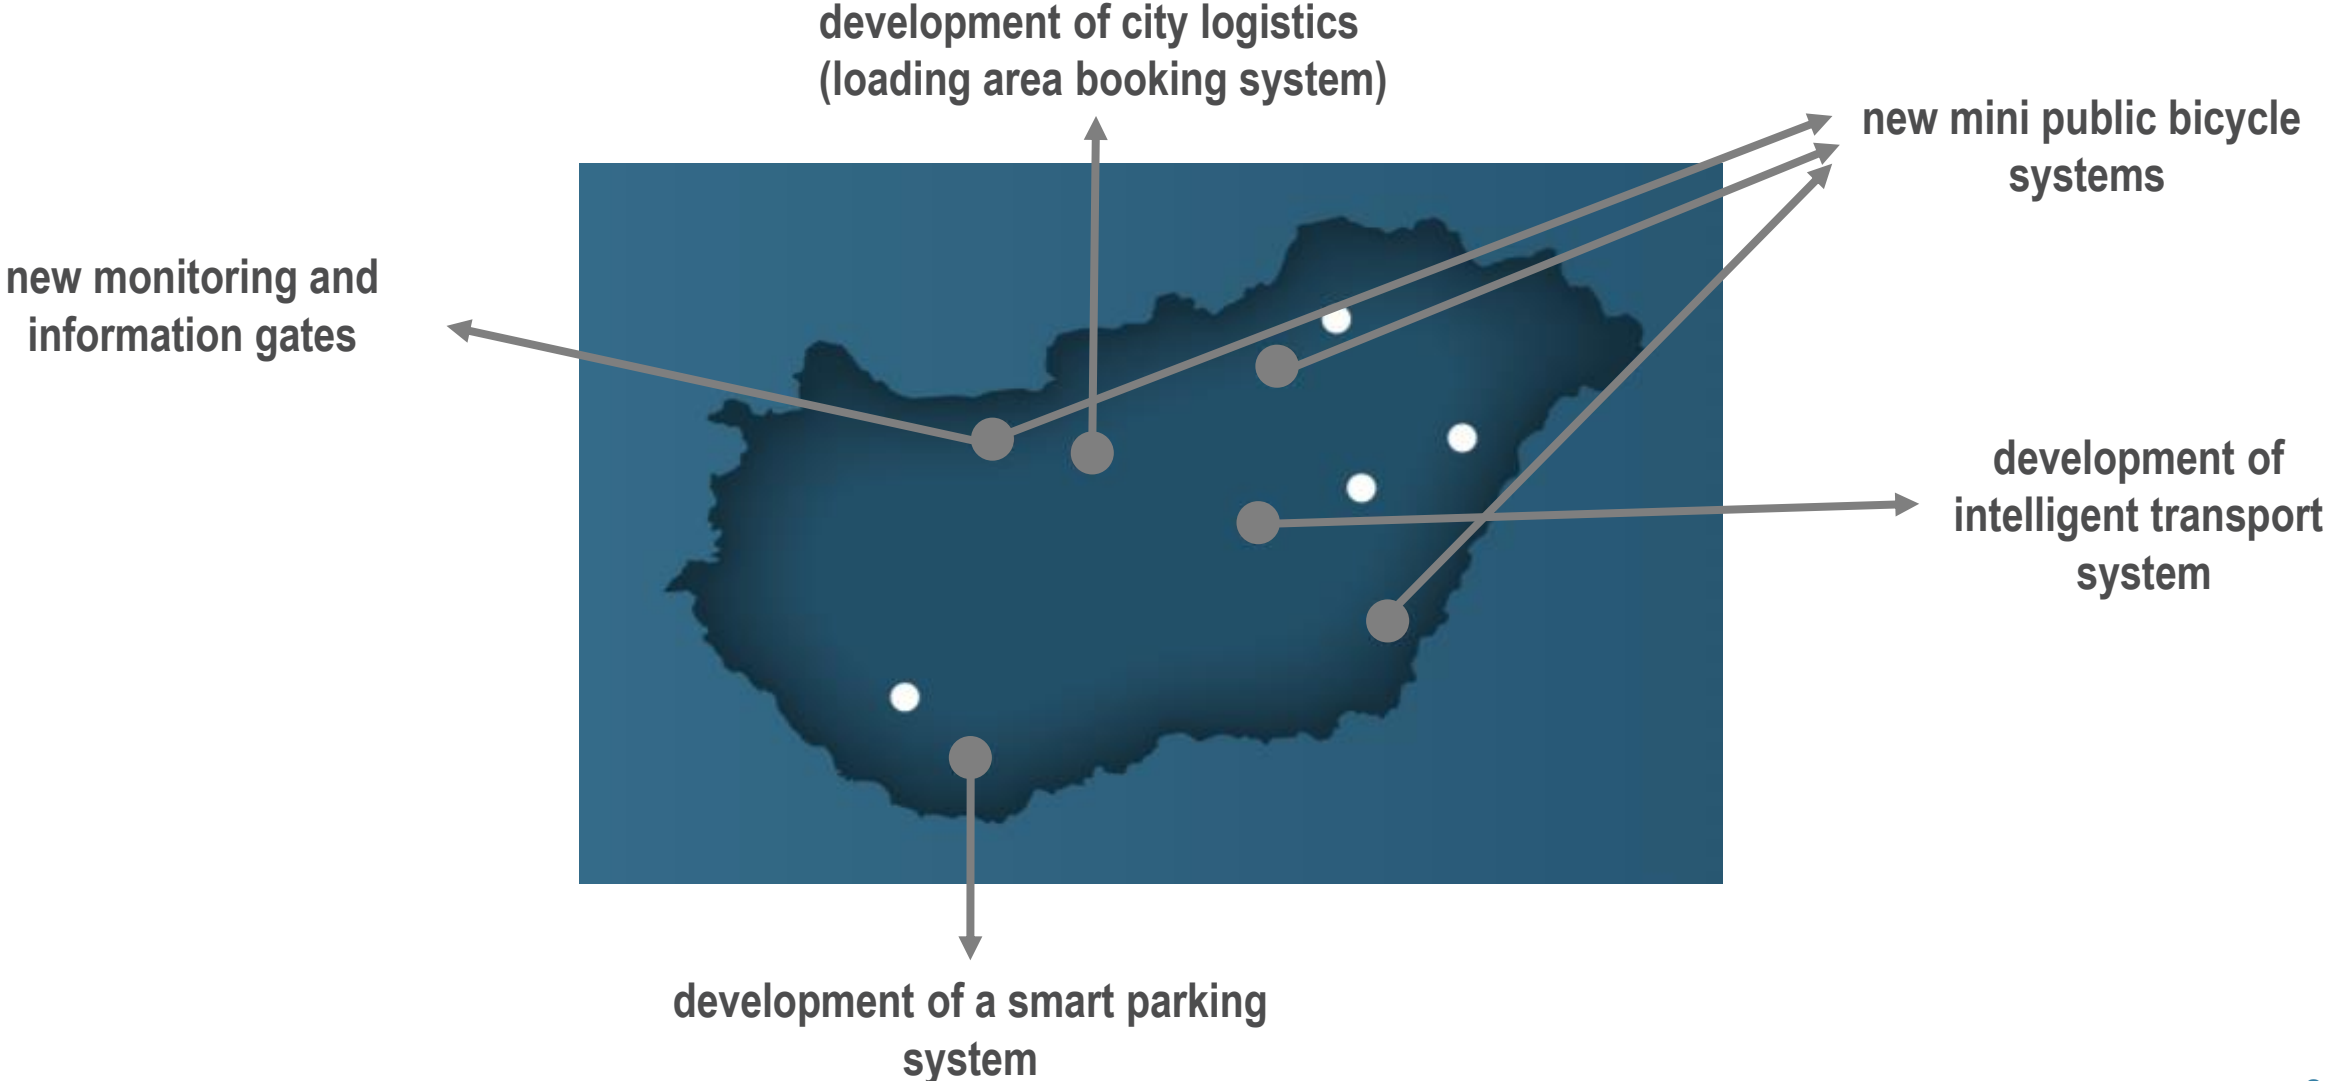 development of city logistics
(loading area booking system)
new mini public bicycle
systems
new monitoring and
information gates
development of
intelligent transport
system
development of a smart parking
system